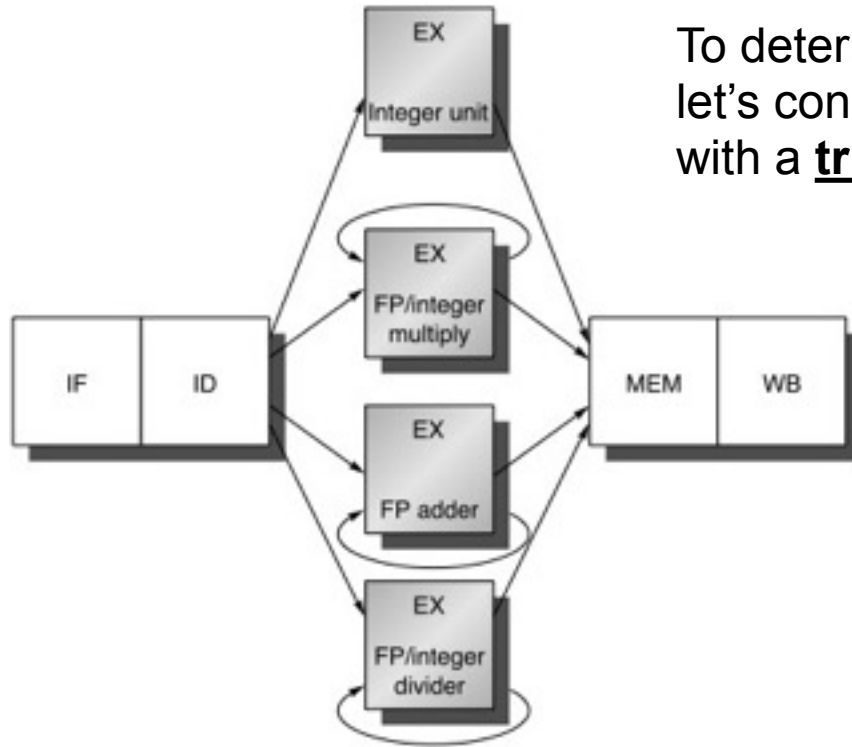 To deter
let’s con
with a tr
EX
Integer unit
EX
FP/integer
multiply
IF
ID
MEM
WB
EX
FP adder
EX
FP/integer
divider